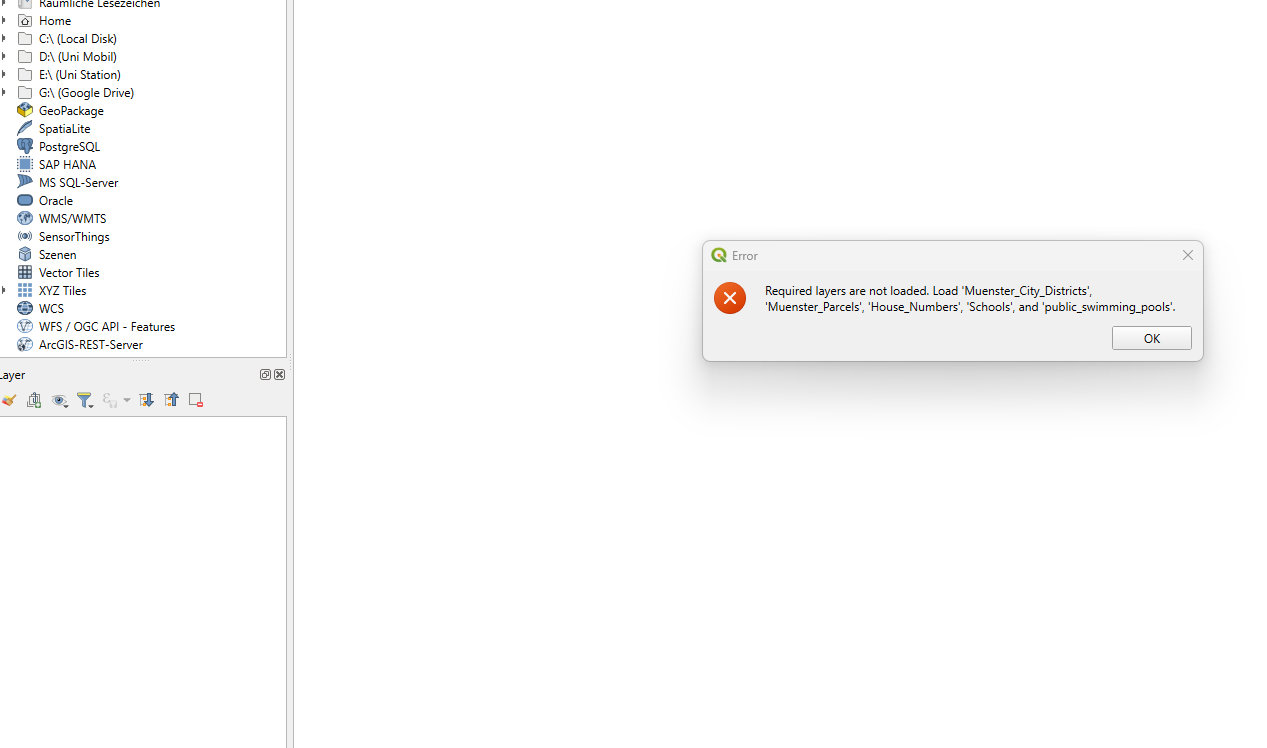 Räumliche Lesezeichen
Home
C:\ (Local Disk)
D:\ (Uni Mobil)
E:\ (Uni Station)
G:\ (Google Drive)
GeoPackage
SpatiaLite
PostgreSQL
SAP HANA
MS SQL-Server
Oracle
WMS/WMTS
SensorThings
Szenen
Vector Tiles
XYZ Tiles
WCS
WFS / OGC API - Features
ArcGIS-REST-Server
Layer
Error
Required layers are not loaded. Load 'Muenster_City_Districts',
'Muenster_Parcels', 'House_Numbers', 'Schools', and 'public_swimming_pools'.
OK